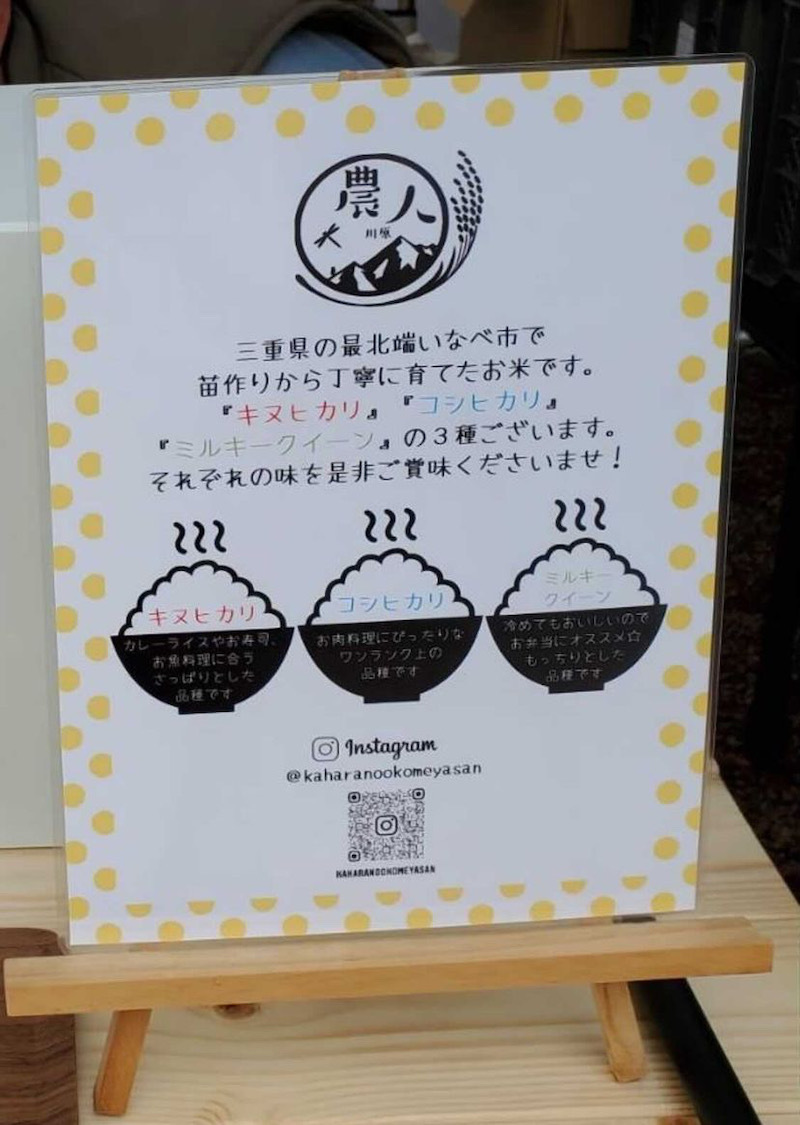 農人
川原
三重県の最北端いなべ市で
苗作りから丁寧に育てたお米です。
『キヌヒカリ』『コシヒカリ』
『ミルキークイーン』の3種ございます。
それぞれの味を是非ご賞味くださいませ！
キヌヒカリ
カレーライスやお寿司、
お魚料理に合う
さっぱりとした
品種です
コシヒカリ
お肉料理にぴったりな
ワンランク上の
品種です
ミルキー
クイーン
冷めてもおいしいので
お弁当にオススメ☆
もっちりとした
品種です
Instagram
@kaharanookomeyasan
KAHARANOOKOMEYASAN